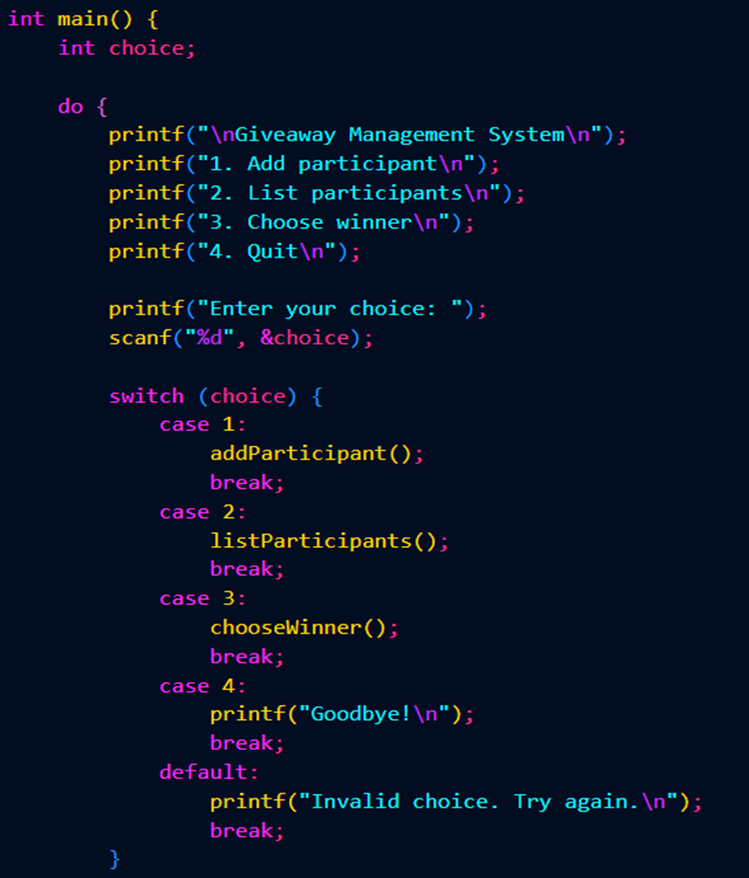 int main() {
    int choice;

    do {
        printf("\nGiveaway Management System\n");
        printf("1. Add participant\n");
        printf("2. List participants\n");
        printf("3. Choose winner\n");
        printf("4. Quit\n");

        printf("Enter your choice: ");
        scanf("%d", &choice);

        switch (choice) {
            case 1:
                addParticipant();
                break;
            case 2:
                listParticipants();
                break;
            case 3:
                chooseWinner();
                break;
            case 4:
                printf("Goodbye!\n");
                break;
            default:
                printf("Invalid choice. Try again.\n");
                break;
        }